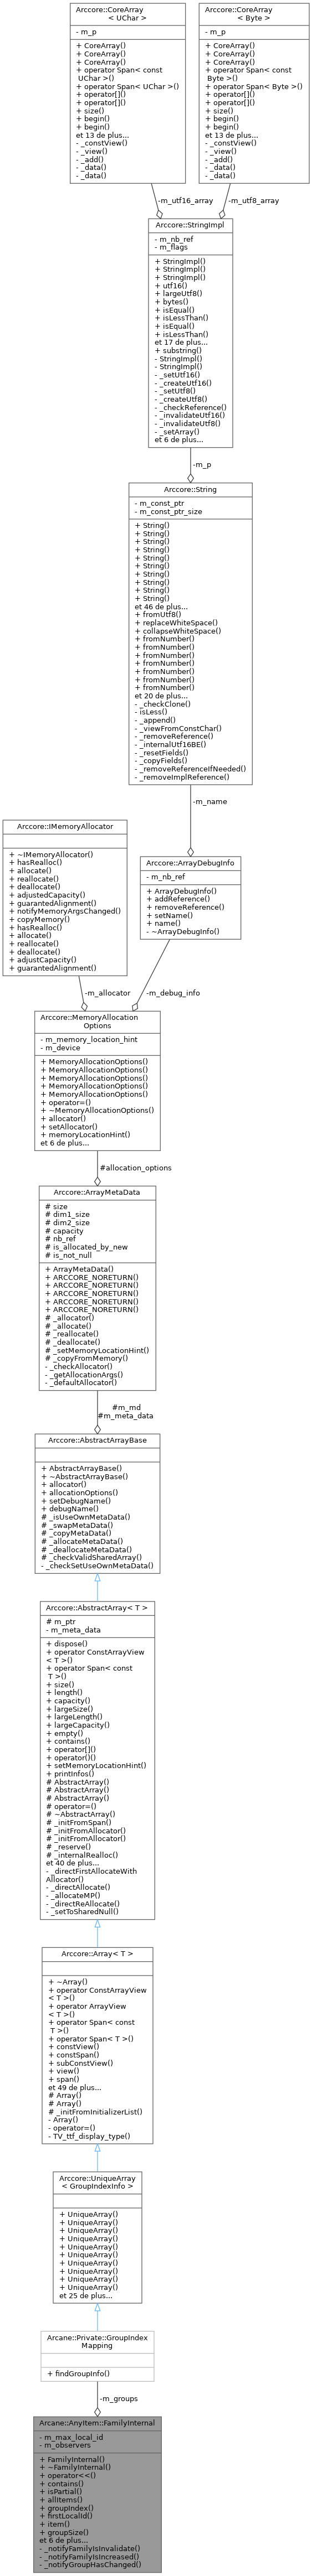 Arccore::CoreArray
< UChar >
- m_p
+ CoreArray()
+ CoreArray()
+ CoreArray()
+ operator Span< const
UChar >()
+ operator Span< UChar >()
+ operator[]()
+ operator[]()
+ size()
+ begin()
+ begin()
et 13 de plus...
- _constView()
- _view()
- _add()
- _data()
- _data()
Arccore::CoreArray
< Byte >
- m_p
+ CoreArray()
+ CoreArray()
+ CoreArray()
+ operator Span< const
Byte >()
+ operator Span< Byte >()
+ operator[]()
+ operator[]()
+ size()
+ begin()
+ begin()
et 13 de plus...
- _constView()
- _view()
- _add()
- _data()
- _data()
-m_utf16_array
-m_utf8_array
Arccore::StringImpl
- m_nb_ref
- m_flags
+ StringImpl()
+ StringImpl()
+ StringImpl()
+ utf16()
+ largeUtf8()
+ bytes()
+ isEqual()
+ isLessThan()
+ isEqual()
+ isLessThan()
et 17 de plus...
+ substring()
- StringImpl()
- StringImpl()
- _setUtf16()
- _createUtf16()
- _setUtf8()
- _createUtf8()
- _checkReference()
- _invalidateUtf16()
- _invalidateUtf8()
- _setArray()
et 6 de plus...
-m_p
Arccore::String
- m_const_ptr
- m_const_ptr_size
+ String()
+ String()
+ String()
+ String()
+ String()
+ String()
+ String()
+ String()
+ String()
+ String()
et 46 de plus...
+ fromUtf8()
+ replaceWhiteSpace()
+ collapseWhiteSpace()
+ fromNumber()
+ fromNumber()
+ fromNumber()
+ fromNumber()
+ fromNumber()
+ fromNumber()
+ fromNumber()
et 20 de plus...
- _checkClone()
- isLess()
- _append()
- _viewFromConstChar()
- _removeReference()
- _internalUtf16BE()
- _resetFields()
- _copyFields()
- _removeReferenceIfNeeded()
- _removeImplReference()
-m_name
Arccore::IMemoryAllocator
+ ~IMemoryAllocator()
+ hasRealloc()
+ allocate()
+ reallocate()
+ deallocate()
+ adjustedCapacity()
+ guarantedAlignment()
+ notifyMemoryArgsChanged()
+ copyMemory()
+ hasRealloc()
+ allocate()
+ reallocate()
+ deallocate()
+ adjustCapacity()
+ guarantedAlignment()
Arccore::ArrayDebugInfo
- m_nb_ref
+ ArrayDebugInfo()
+ addReference()
+ removeReference()
+ setName()
+ name()
- ~ArrayDebugInfo()
-m_allocator
-m_debug_info
Arccore::MemoryAllocation
Options
- m_memory_location_hint
- m_device
+ MemoryAllocationOptions()
+ MemoryAllocationOptions()
+ MemoryAllocationOptions()
+ MemoryAllocationOptions()
+ MemoryAllocationOptions()
+ operator=()
+ ~MemoryAllocationOptions()
+ allocator()
+ setAllocator()
+ memoryLocationHint()
et 6 de plus...
#allocation_options
Arccore::ArrayMetaData
# size
# dim1_size
# dim2_size
# capacity
# nb_ref
# is_allocated_by_new
# is_not_null
+ ArrayMetaData()
+ ARCCORE_NORETURN()
+ ARCCORE_NORETURN()
+ ARCCORE_NORETURN()
+ ARCCORE_NORETURN()
+ ARCCORE_NORETURN()
# _allocator()
# _allocate()
# _reallocate()
# _deallocate()
# _setMemoryLocationHint()
# _copyFromMemory()
- _checkAllocator()
- _getAllocationArgs()
- _defaultAllocator()
#m_md
#m_meta_data
Arccore::AbstractArrayBase
+ AbstractArrayBase()
+ ~AbstractArrayBase()
+ allocator()
+ allocationOptions()
+ setDebugName()
+ debugName()
# _isUseOwnMetaData()
# _swapMetaData()
# _copyMetaData()
# _allocateMetaData()
# _deallocateMetaData()
# _checkValidSharedArray()
- _checkSetUseOwnMetaData()
Arccore::AbstractArray< T >
# m_ptr
- m_meta_data
+ dispose()
+ operator ConstArrayView
< T >()
+ operator Span< const
T >()
+ size()
+ length()
+ capacity()
+ largeSize()
+ largeLength()
+ largeCapacity()
+ empty()
+ contains()
+ operator[]()
+ operator()()
+ setMemoryLocationHint()
+ printInfos()
# AbstractArray()
# AbstractArray()
# AbstractArray()
# operator=()
# ~AbstractArray()
# _initFromSpan()
# _initFromAllocator()
# _initFromAllocator()
# _reserve()
# _internalRealloc()
et 40 de plus...
- _directFirstAllocateWith
Allocator()
- _directAllocate()
- _allocateMP()
- _directReAllocate()
- _setToSharedNull()
Arccore::Array< T >
+ ~Array()
+ operator ConstArrayView
< T >()
+ operator ArrayView
< T >()
+ operator Span< const
T >()
+ operator Span< T >()
+ constView()
+ constSpan()
+ subConstView()
+ view()
+ span()
et 49 de plus...
# Array()
# Array()
# _initFromInitializerList()
- Array()
- operator=()
- TV_ttf_display_type()
Arccore::UniqueArray
< GroupIndexInfo >
+ UniqueArray()
+ UniqueArray()
+ UniqueArray()
+ UniqueArray()
+ UniqueArray()
+ UniqueArray()
+ UniqueArray()
+ UniqueArray()
+ UniqueArray()
+ UniqueArray()
et 25 de plus...
Arcane::Private::GroupIndex
Mapping
+ findGroupInfo()
-m_groups
Arcane::AnyItem::FamilyInternal
- m_max_local_id
- m_observers
+ FamilyInternal()
+ ~FamilyInternal()
+ operator<<()
+ contains()
+ isPartial()
+ allItems()
+ groupIndex()
+ firstLocalId()
+ item()
+ groupSize()
et 6 de plus...
- _notifyFamilyIsInvalidate()
- _notifyFamilyIsIncreased()
- _notifyGroupHasChanged()